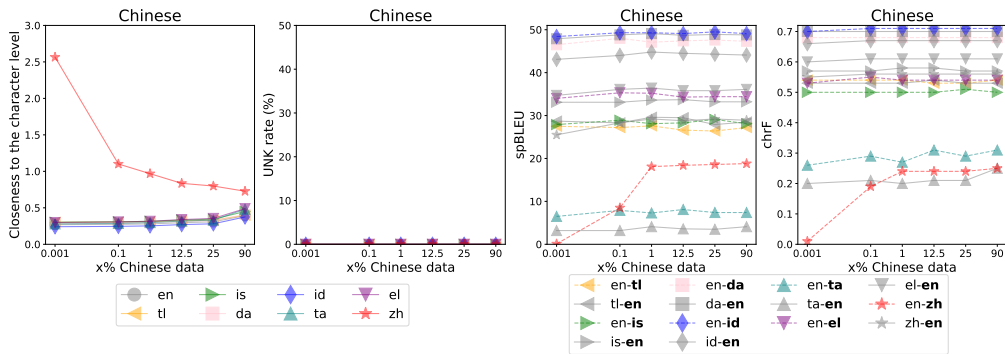 Chinese
Closeness to the character level
3.0
2.5
2.0
1.5
1.0
0.5
0.0
0.001
0.1
1
12.5
25
90
x% Chinese data
Chinese
UNK rate (%)
50
40
30
20
10
0
0.001
0.1
1
12.5
25
90
x% Chinese data
Chinese
spBLEU
50
40
30
20
10
0
0.001
0.1
1
12.5
25
90
x% Chinese data
Chinese
chrF
0.7
0.6
0.5
0.4
0.3
0.2
0.1
0.0
0.001
0.1
1
12.5
25
90
x% Chinese data
en is id el
tl da ta zh
en-tl en-da en-ta el-en
tl-en da-en ta-en en-zh
en-is en-id en-el zh-en
is-en id-en